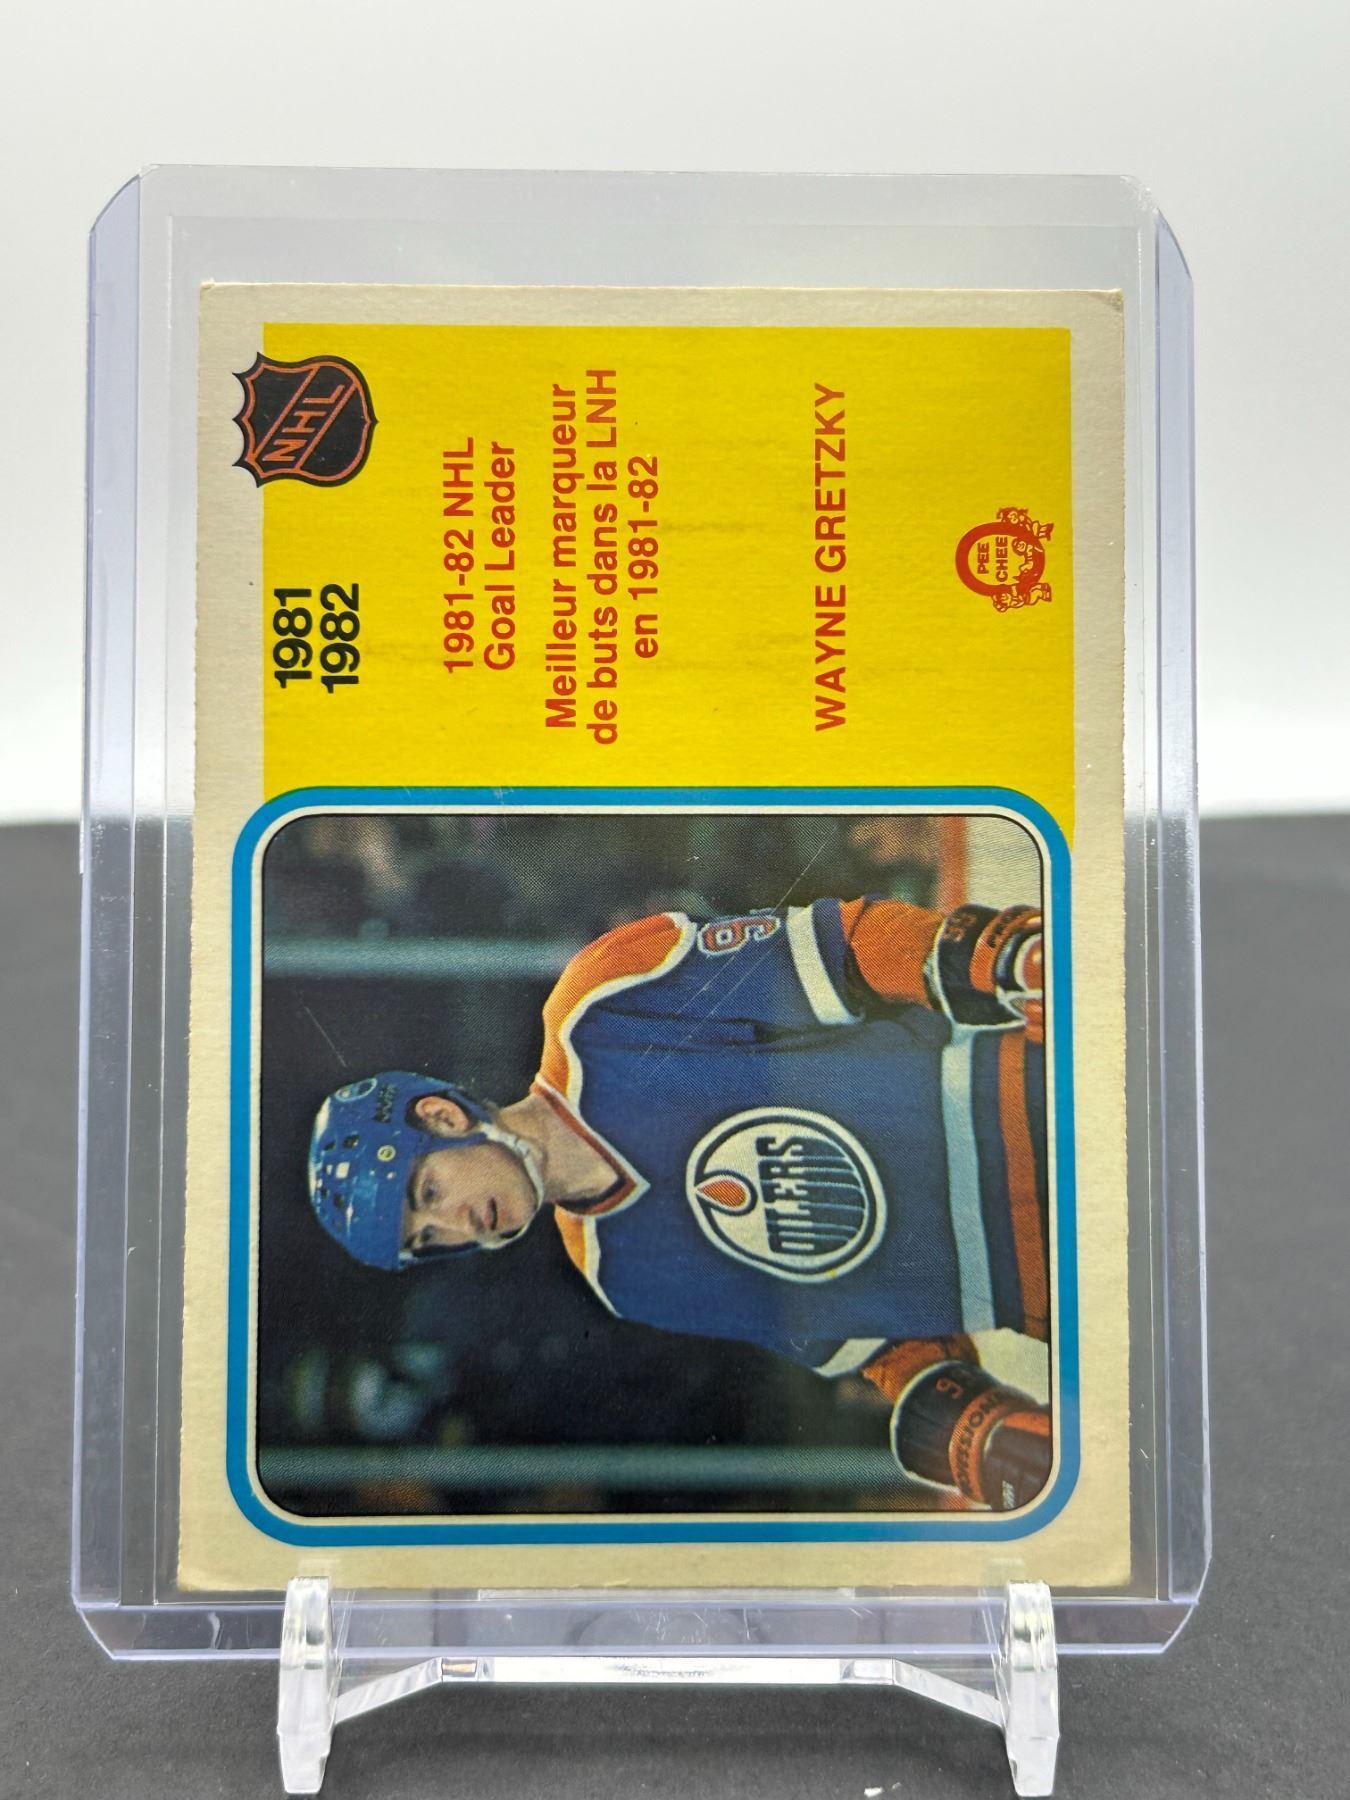 NHL
1981
1982
1981-82 NHL
Goal Leader
Meilleur marqueur
de buts dans la LNH
en 1981-82
WAYNE GRETZKY
O
PEE
CHEE
9
OILERS